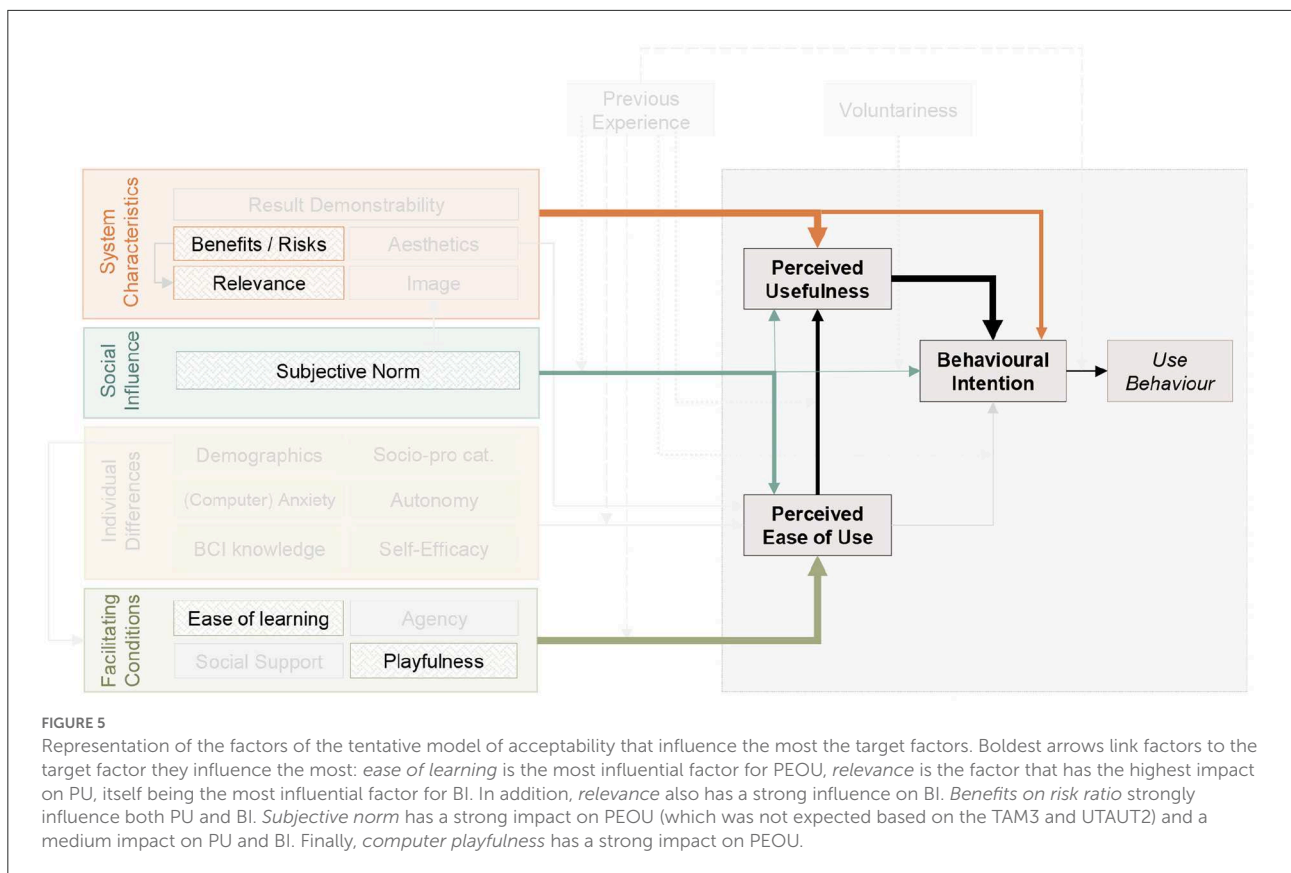 Previous
Experience
Voluntariness
System
Characteristics
Result Demonstrability
Benefits / Risks
Aesthetics
Relevance
Image
Social
Influence
Subjective Norm
Individual
Differences
Demographics
Socio-pro cat.
(Computer) Anxiety
Autonomy
BCI knowledge
Self-Efficacy
Facilitating
Conditions
Ease of learning
Agency
Social Support
Playfulness
Perceived
Usefulness
Behavioural
Intention
Use
Behaviour
Perceived
Ease of Use
FIGURE 5
Representation of the factors of the tentative model of acceptability that influence the most the target factors. Boldest arrows link factors to the
target factor they influence the most: ease of learning is the most influential factor for PEOU, relevance is the factor that has the highest impact
on PU, itself being the most influential factor for BI. In addition, relevance also has a strong influence on BI. Benefits on risk ratio strongly
influence both PU and BI. Subjective norm has a strong impact on PEOU (which was not expected based on the TAM3 and UTAUT2) and a
medium impact on PU and BI. Finally, computer playfulness has a strong impact on PEOU.